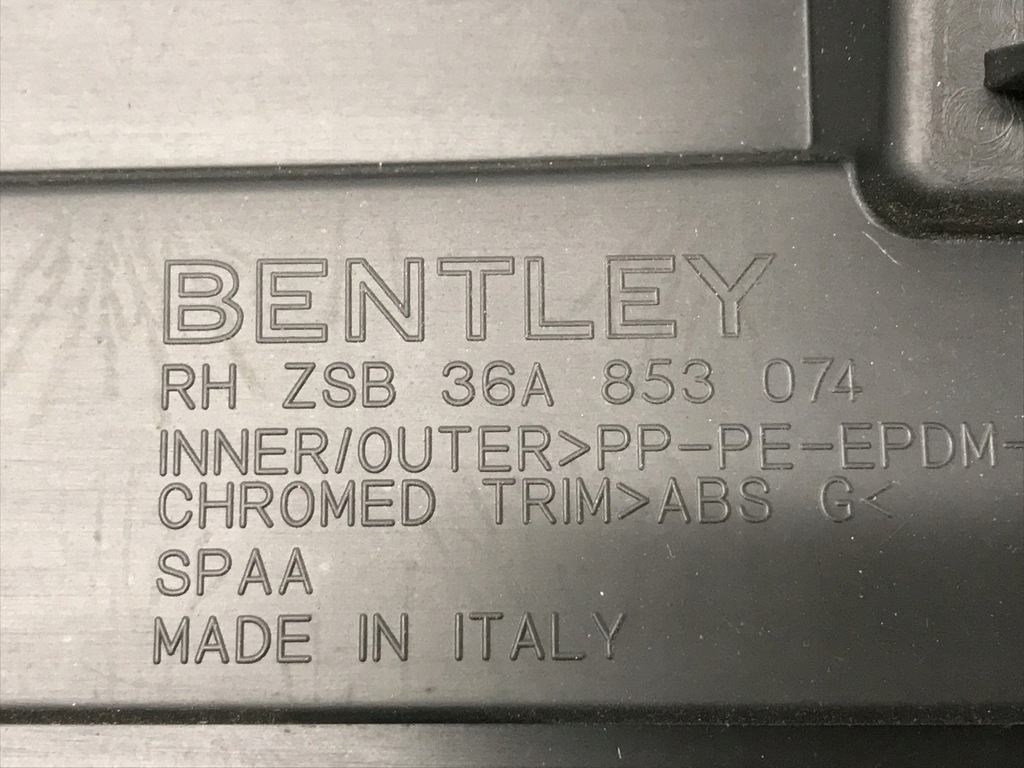 BENTLEY
RH ZSB 36A 853 074
INNER/OUTER>PP-PE-EPDM-
CHROMED TRIM>ABS G<
SPAA
MADE IN ITALY